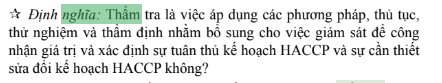 ☆ Định nghĩa: Thẩm tra là việc áp dụng các phương pháp, thủ tục,
thử nghiệm và thẩm định nhằm bổ sung cho việc giám sát để công
nhận giá trị và xác định sự tuân thủ kế hoạch HACCP và sự cần thiết
sửa đổi kế hoạch HACCP không?